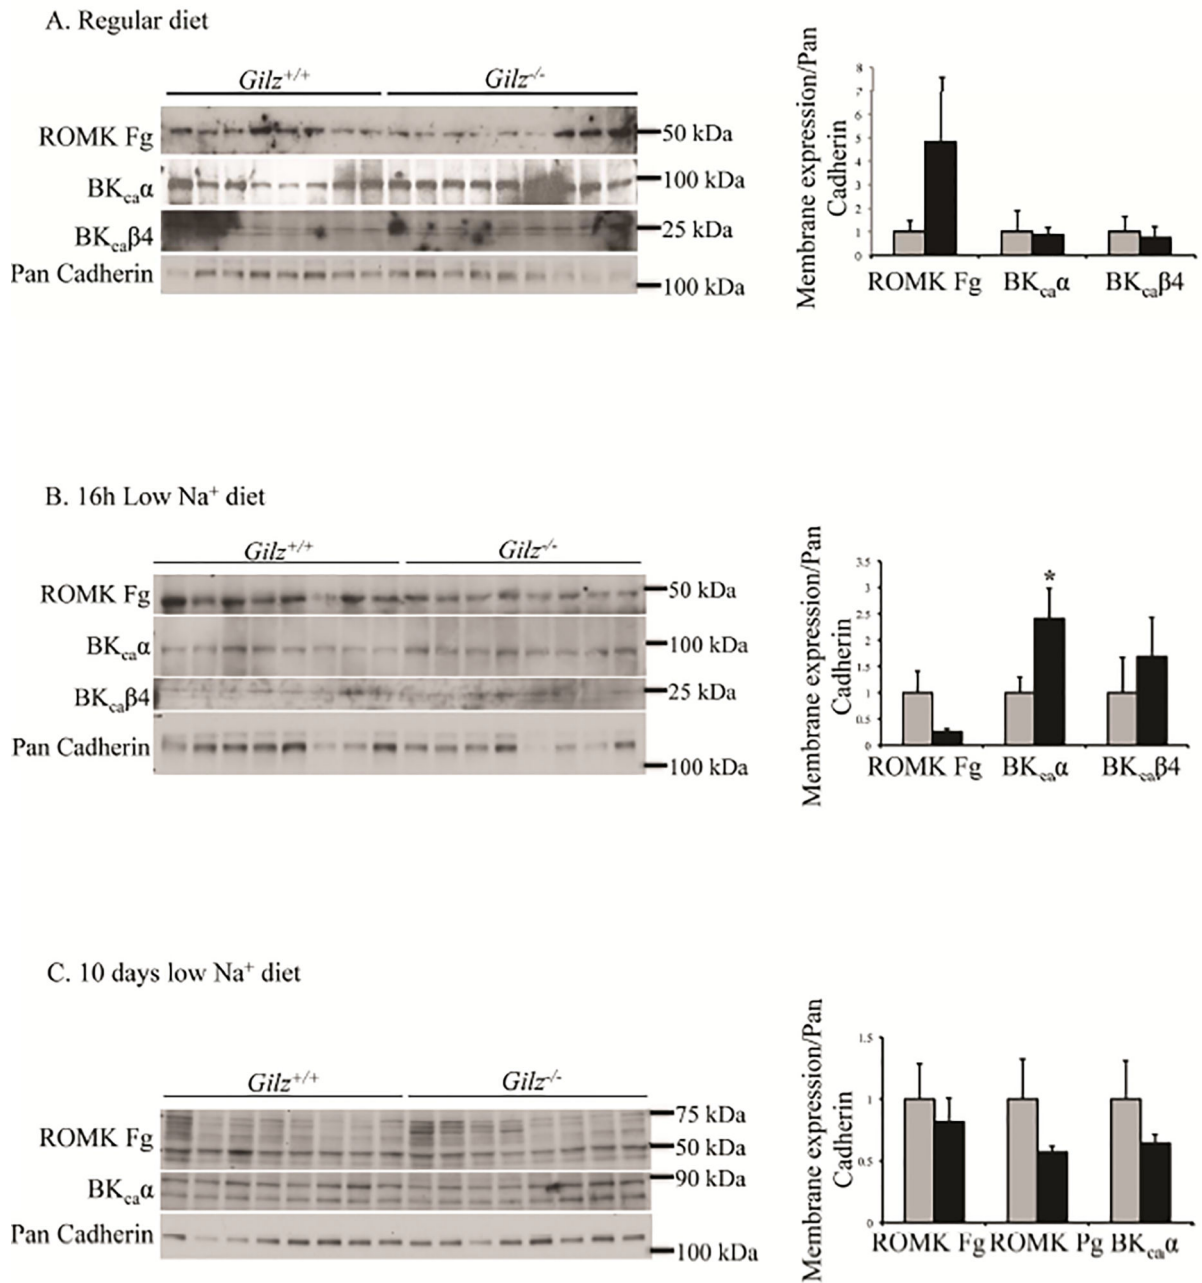 A. Regular diet
Gilz+/+ Gilz-/-
ROMK Fg
50 kDa
BKcaα
100 kDa
BKcaβ4
25 kDa
Pan Cadherin
100 kDa
Membrane expression/Pan
Cadherin
8
7
6
5
4
3
2
1
0
ROMK Fg BKcaα BKcaβ4
B. 16h Low Na+ diet
Gilz+/+ Gilz-/-
ROMK Fg
50 kDa
BKcaα
100 kDa
BKcaβ4
25 kDa
Pan Cadherin
100 kDa
Membrane expression/Pan
Cadherin
3.5
3
2.5
2
1.5
1
0.5
0
*
ROMK Fg BKcaα BKcaβ4
C. 10 days low Na+ diet
Gilz+/+ Gilz-/-
75 kDa
ROMK Fg
50 kDa
90 kDa
BKcaα
Pan Cadherin
100 kDa
Membrane expression/Pan
Cadherin
1.5
1
0.5
0
ROMK Fg ROMK Pg BKcaα